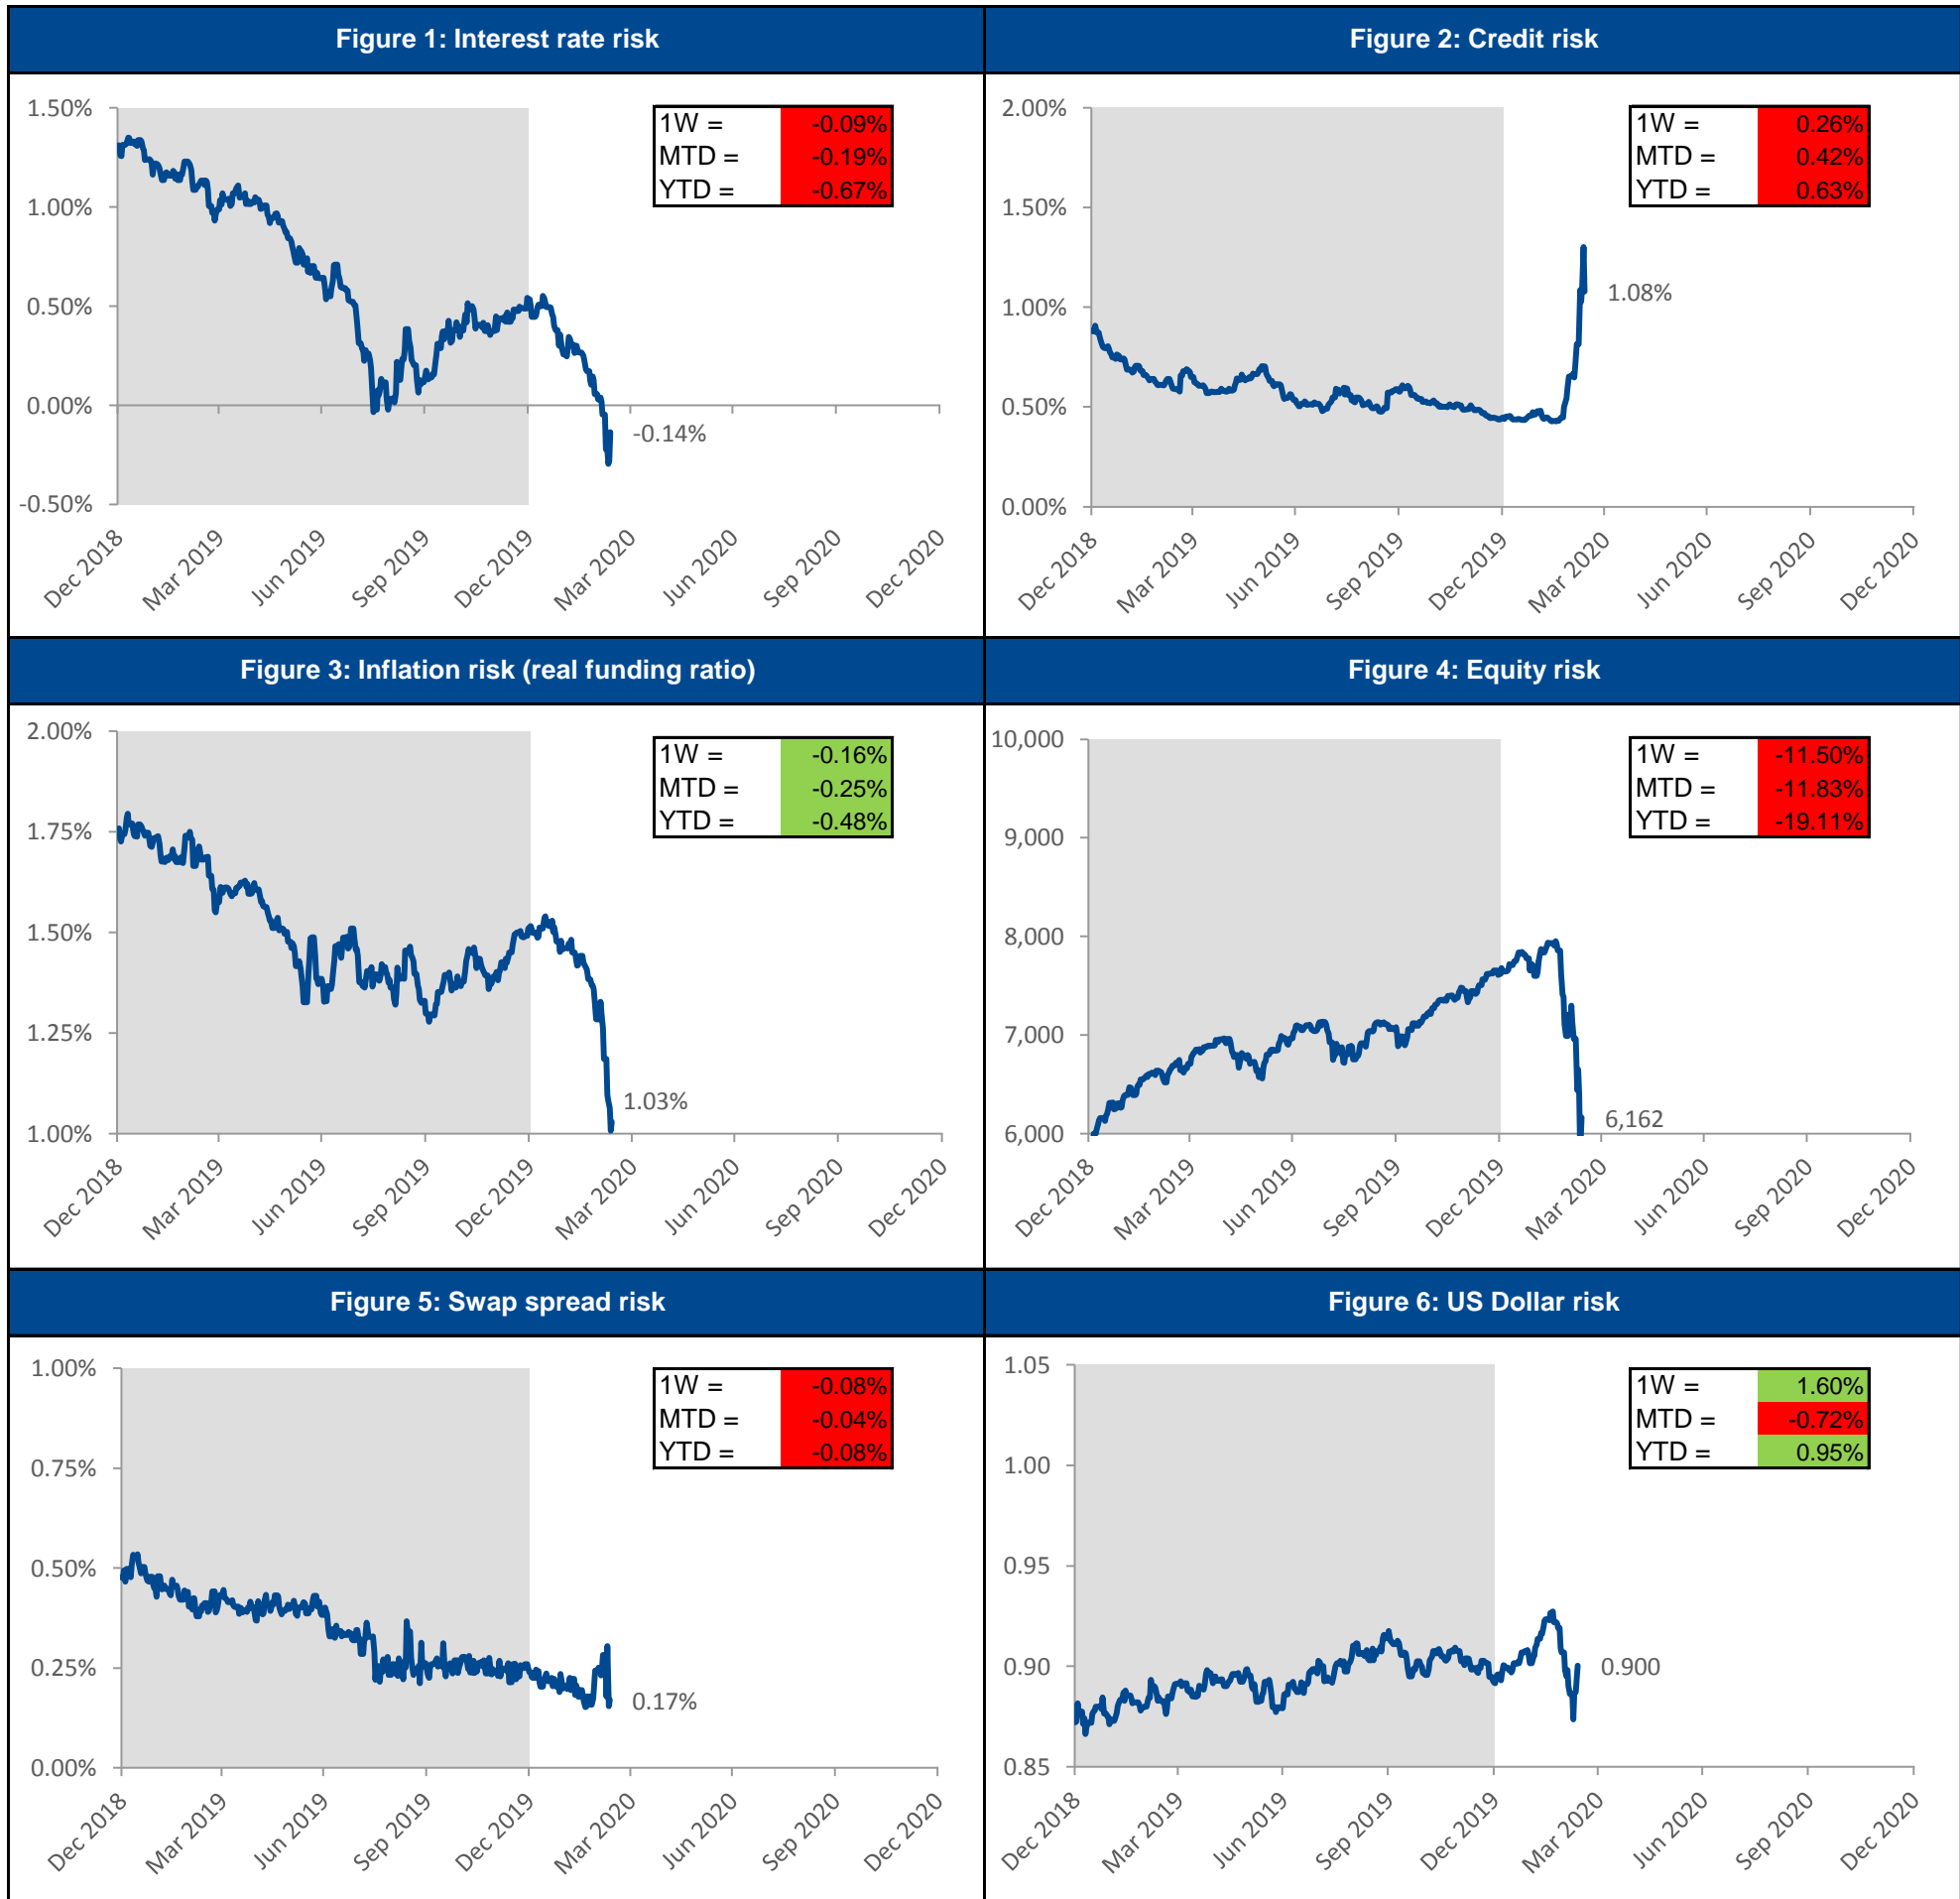 Figure 1: Interest rate risk
1.50%
1.00%
0.50%
0.00%
-0.50%
1W = -0.09%
MTD = -0.19%
YTD = -0.67%
-0.14%
Dec 2018 Mar 2019 Jun 2019 Sep 2019 Dec 2019 Mar 2020 Jun 2020 Sep 2020 Dec 2020
Figure 2: Credit risk
2.00%
1.50%
1.00%
0.50%
0.00%
1W = 0.26%
MTD = 0.42%
YTD = 0.63%
1.08%
Dec 2018 Mar 2019 Jun 2019 Sep 2019 Dec 2019 Mar 2020 Jun 2020 Sep 2020 Dec 2020
Figure 3: Inflation risk (real funding ratio)
2.00%
1.75%
1.50%
1.25%
1.00%
1W = -0.16%
MTD = -0.25%
YTD = -0.48%
1.03%
Dec 2018 Mar 2019 Jun 2019 Sep 2019 Dec 2019 Mar 2020 Jun 2020 Sep 2020 Dec 2020
Figure 4: Equity risk
10,000
9,000
8,000
7,000
6,000
1W = -11.50%
MTD = -11.83%
YTD = -19.11%
6,162
Dec 2018 Mar 2019 Jun 2019 Sep 2019 Dec 2019 Mar 2020 Jun 2020 Sep 2020 Dec 2020
Figure 5: Swap spread risk
1.00%
0.75%
0.50%
0.25%
0.00%
1W = -0.08%
MTD = -0.04%
YTD = -0.08%
0.17%
Dec 2018 Mar 2019 Jun 2019 Sep 2019 Dec 2019 Mar 2020 Jun 2020 Sep 2020 Dec 2020
Figure 6: US Dollar risk
1.05
1.00
0.95
0.90
0.85
1W = 1.60%
MTD = -0.72%
YTD = 0.95%
0.900
Dec 2018 Mar 2019 Jun 2019 Sep 2019 Dec 2019 Mar 2020 Jun 2020 Sep 2020 Dec 2020